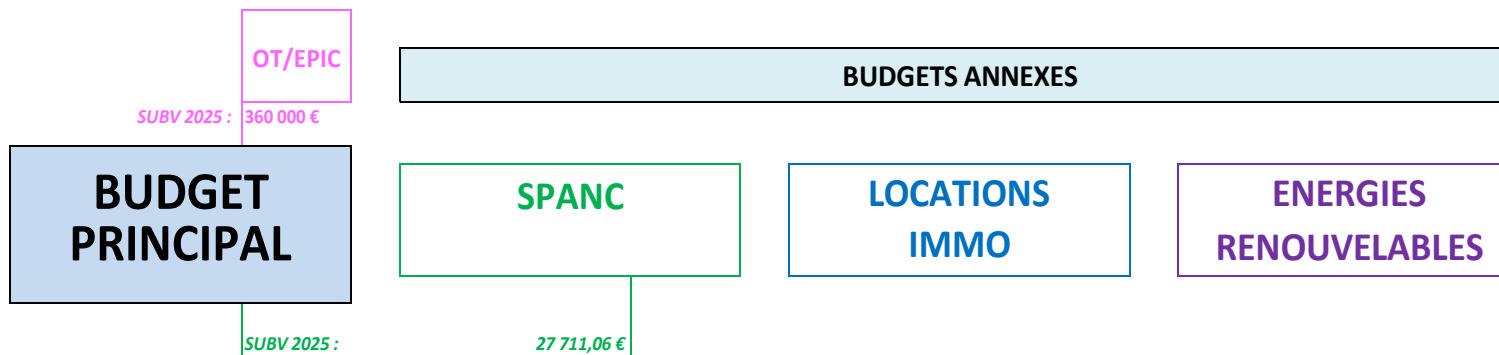 OT/EPIC
BUDGETS ANNEXES
SUBV 2025 : 360 000 €
BUDGET
PRINCIPAL
SPANC
LOCATIONS
IMMO
ENERGIES
RENOUVELABLES
SUBV 2025 : 27 711,06 €